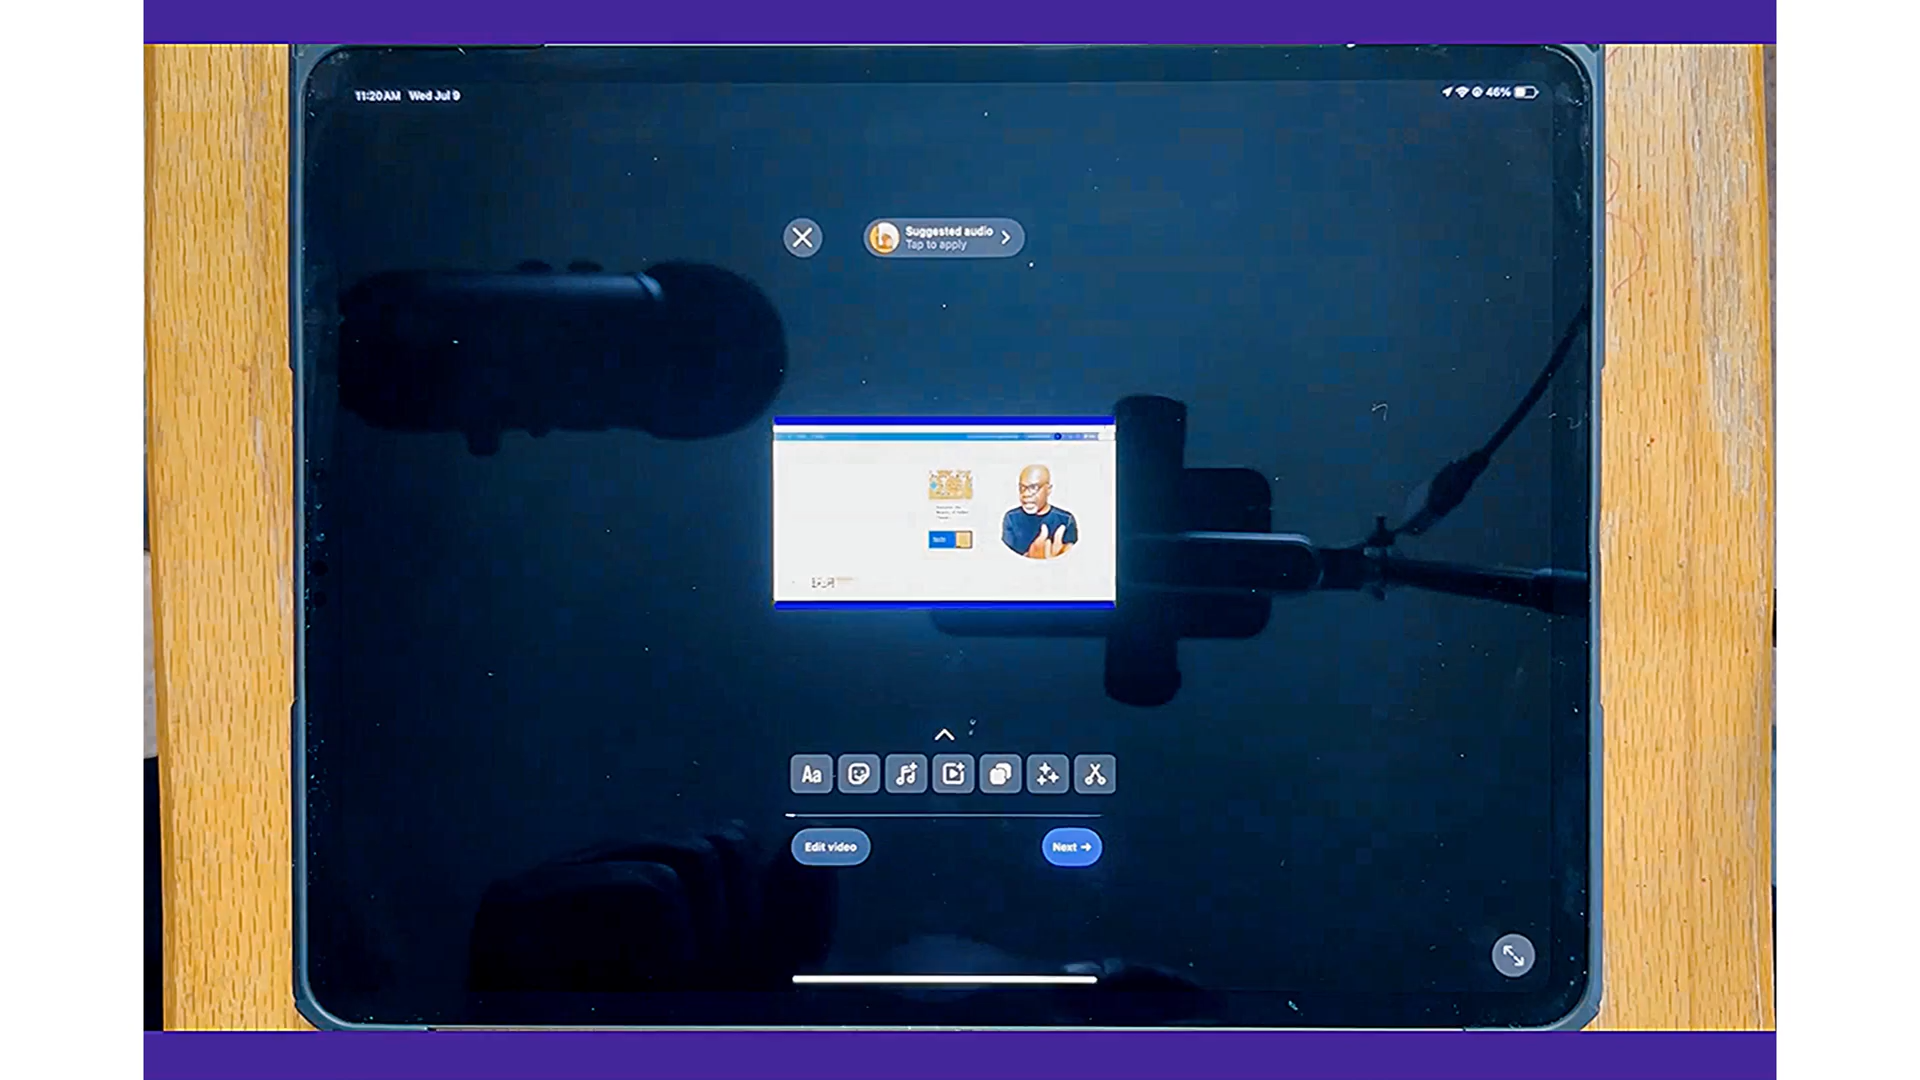 11:20 AM Wed Jul 9
46%
Suggested audio
Tap to apply
Aa
Edit video
Next →